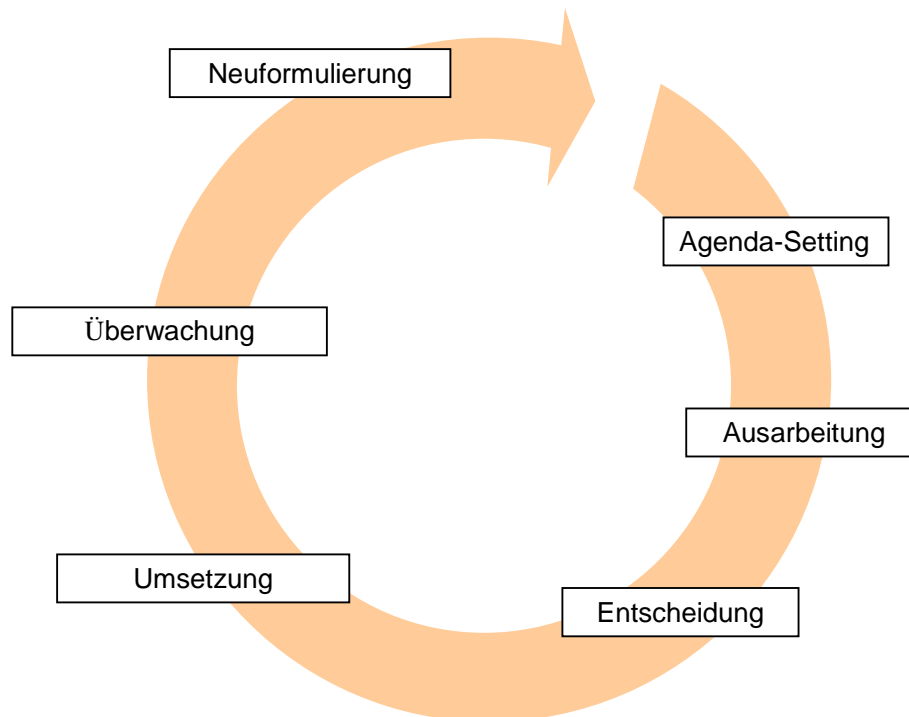 Neuformulierung
Agenda-Setting
Überwachung
Ausarbeitung
Umsetzung
Entscheidung